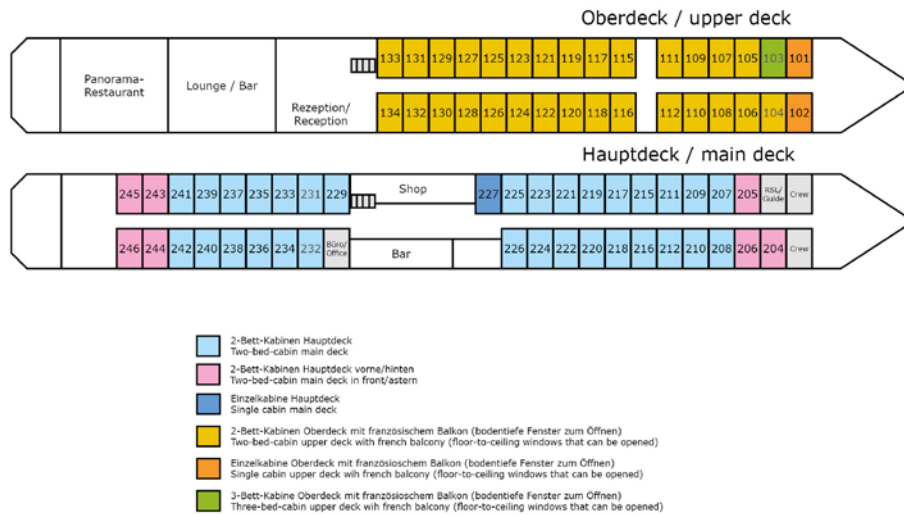 Oberdeck / upper deck
133 131 129 127 125 123 121 119 117 115 111 109 107 105 103 101
Panorama-
Restaurant
Lounge / Bar
Rezeption/
Reception
134 132 130 128 126 124 122 120 118 116 112 110 108 106 104 102
Hauptdeck / main deck
245 243 241 239 237 235 233 231 229 Shop 227 225 223 221 219 217 215 211 209 207 205 RSL/ Crew
Guide
246 244 242 240 238 236 234 232 Büro/ Bar 226 224 222 220 218 216 212 210 208 206 204 Crew
Office
2-Bett-Kabinen Hauptdeck
Two-bed-cabin main deck
2-Bett-Kabinen Hauptdeck vorne/hinten
Two-bed-cabin main deck in front/astern
Einzelkabine Hauptdeck
Single cabin main deck
2-Bett-Kabinen Oberdeck mit französischem Balkon (bodentiefe Fenster zum Öffnen)
Two-bed-cabin upper deck with french balcony (floor-to-ceiling windows that can be opened)
Einzelkabine Oberdeck mit französioschem Balkon (bodentiefe Fenster zum Öffnen)
Single cabin upper deck wih french balcony (floor-to-ceiling windows that can be opened)
3-Bett-Kabine Oberdeck mit französioschem Balkon (bodentiefe Fenster zum Öffnen)
Three-bed-cabin upper deck wih french balcony (floor-to-ceiling windows that can be opened)